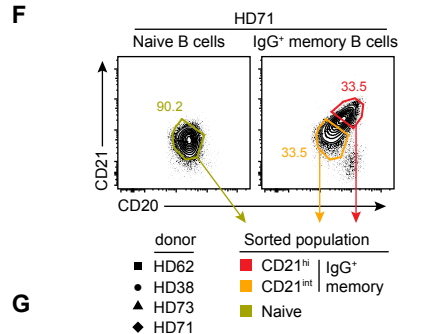 F
HD71
Naive B cells
IgG⁺ memory B cells
90.2
33.5
33.5
CD21
CD20
donor
HD62
HD38
HD73
HD71
Sorted population
CD21ʰⁱ
CD21ⁱⁿᵗ
IgG⁺
memory
Naive
G